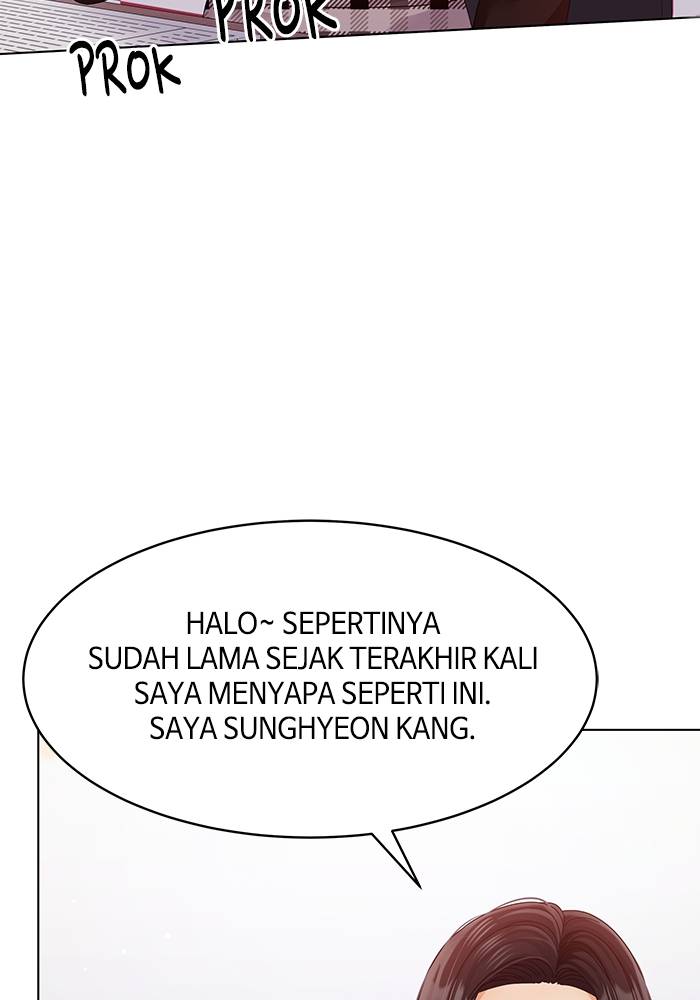 PROK
PROK
HALO~ SEPERTINYA
SUDAH LAMA SEJAK TERAKHIR KALI
SAYA MENYAPA SEPERTI INI.
SAYA SUNGHYEON KANG.